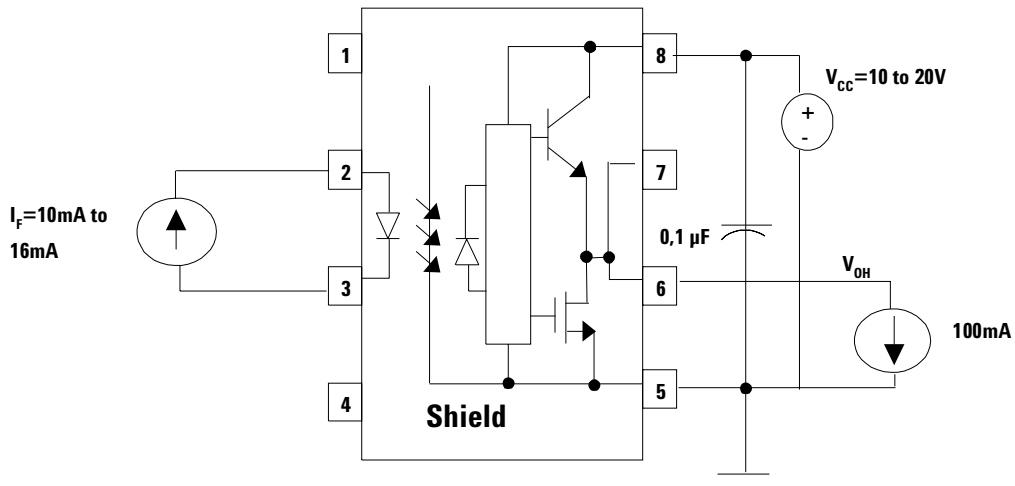 1
8
V_CC=10 to 20V
+
-
2
7
I_F=10mA to
16mA
0,1 µF
V_OH
3
6
100mA
4
5
Shield